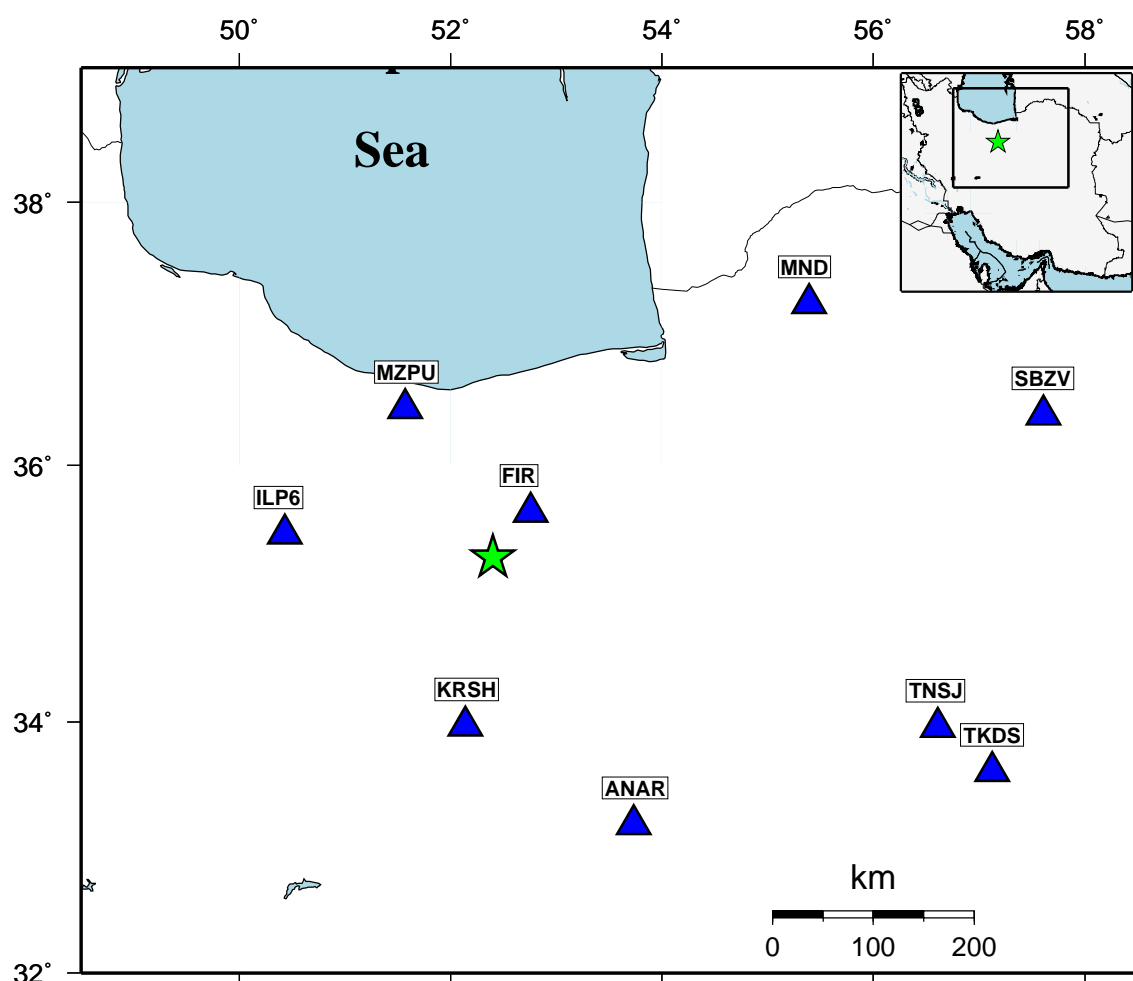 50° 52° 54° 56° 58°
Sea
38°
MND
MZPU
SBZV
36°
FIR
ILP6
KRSH
TNSJ
34°
TKDS
ANAR
km
0 100 200
32°